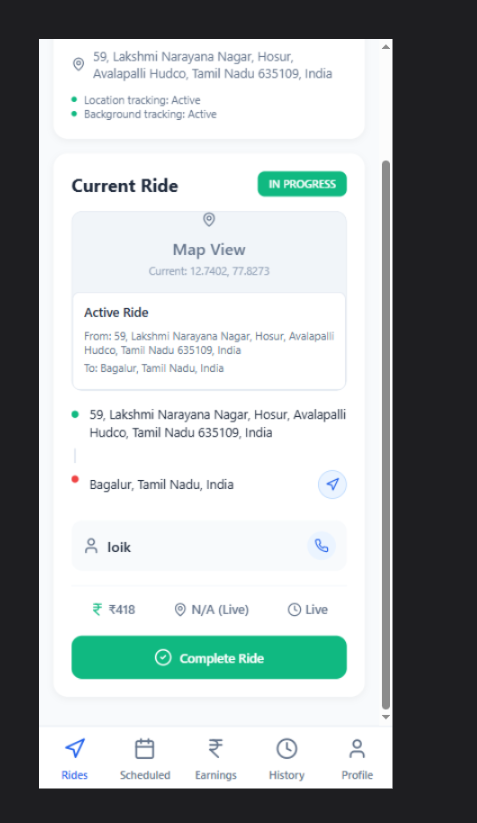 59, Lakshmi Narayana Nagar, Hosur,
Avalapalli Hudco, Tamil Nadu 635109, India
Location tracking: Active
Background tracking: Active
Current Ride
IN PROGRESS
Map View
Current: 12.7402, 77.8273
Active Ride
From: 59, Lakshmi Narayana Nagar, Hosur, Avalapalli
Hudco, Tamil Nadu 635109, India
To: Bagalur, Tamil Nadu, India
59, Lakshmi Narayana Nagar, Hosur, Avalapalli
Hudco, Tamil Nadu 635109, India
Bagalur, Tamil Nadu, India
loik
₹ ₹418 N/A (Live) Live
Complete Ride
₹
Rides Scheduled Earnings History Profile